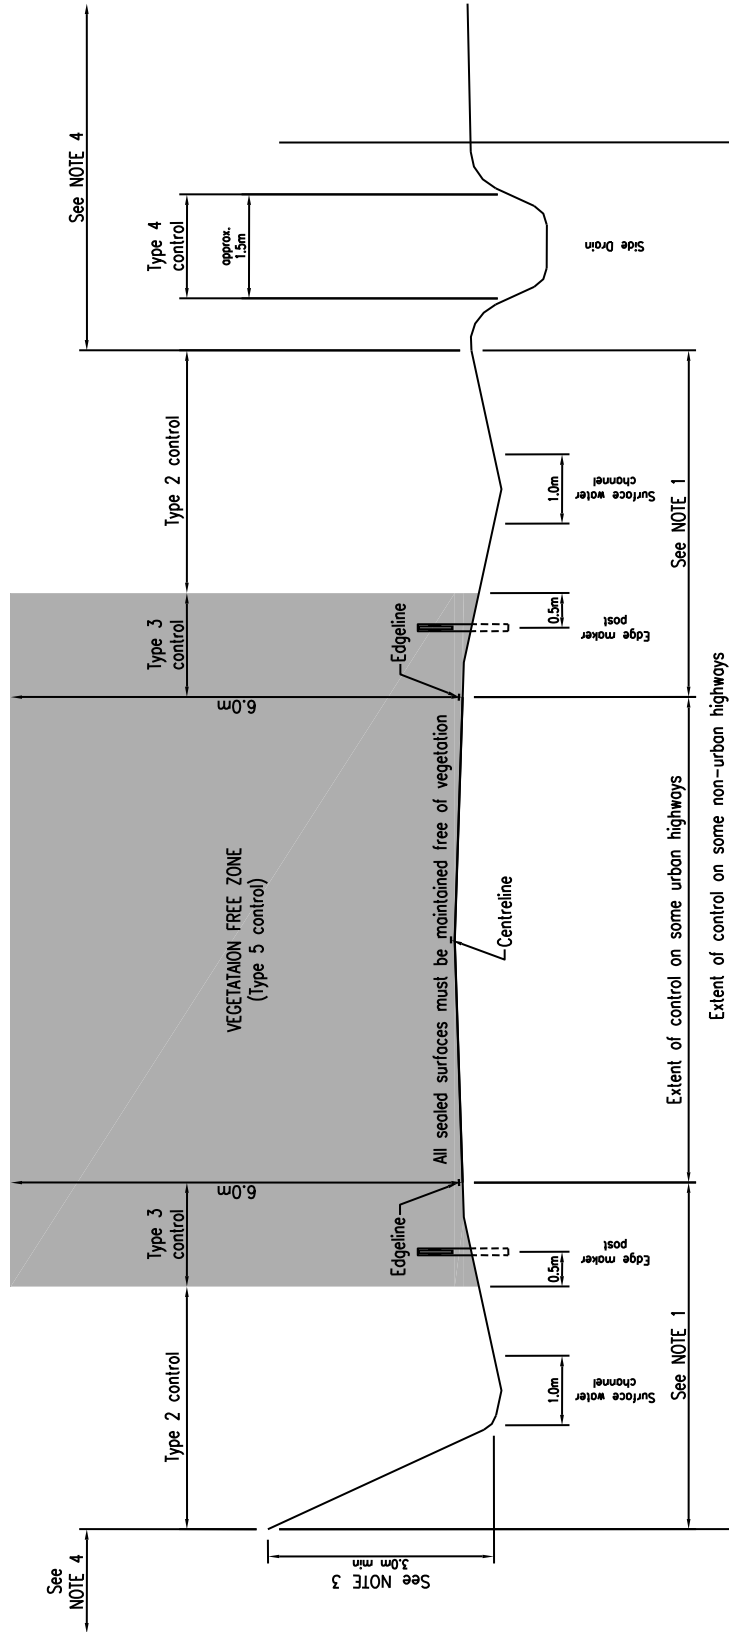 See
NOTE 4
See NOTE 4
Type 4
control
approx.
1.5m
Type 2 control
Type 3
control
Type 3
control
Type 2 control
6.0m
6.0m
VEGETATAION FREE ZONE
(Type 5 control)
Edgeline
Edgeline
All sealed surfaces must be maintained free of vegetation
Centreline
See NOTE 3
3.0m min
1.0m
Surface water
channel
0.5m
Edge maker
post
0.5m
Edge maker
post
1.0m
Surface water
channel
Side Drain
See NOTE 1
Extent of control on some urban highways
See NOTE 1
Extent of control on some non-urban highways